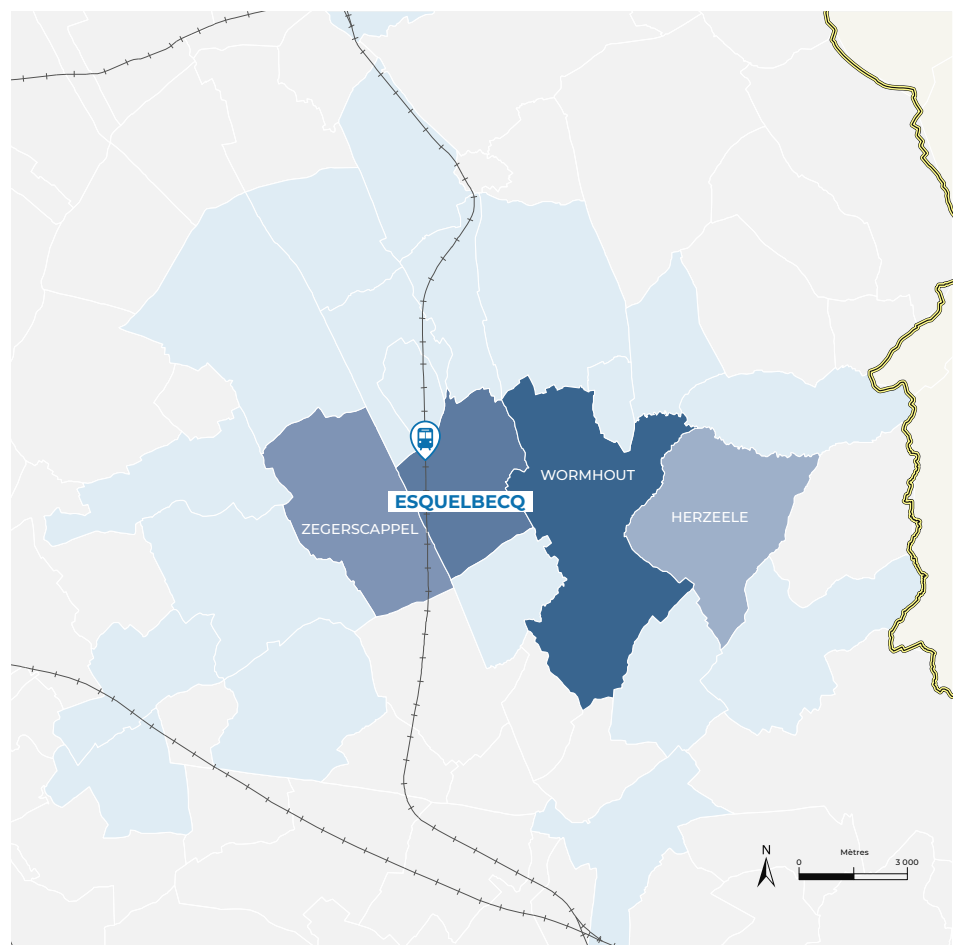 WORMHOUT
ESQUELBECQ
HERZEELE
ZEGERSCAPPEL
N
Mètres
0 3 000